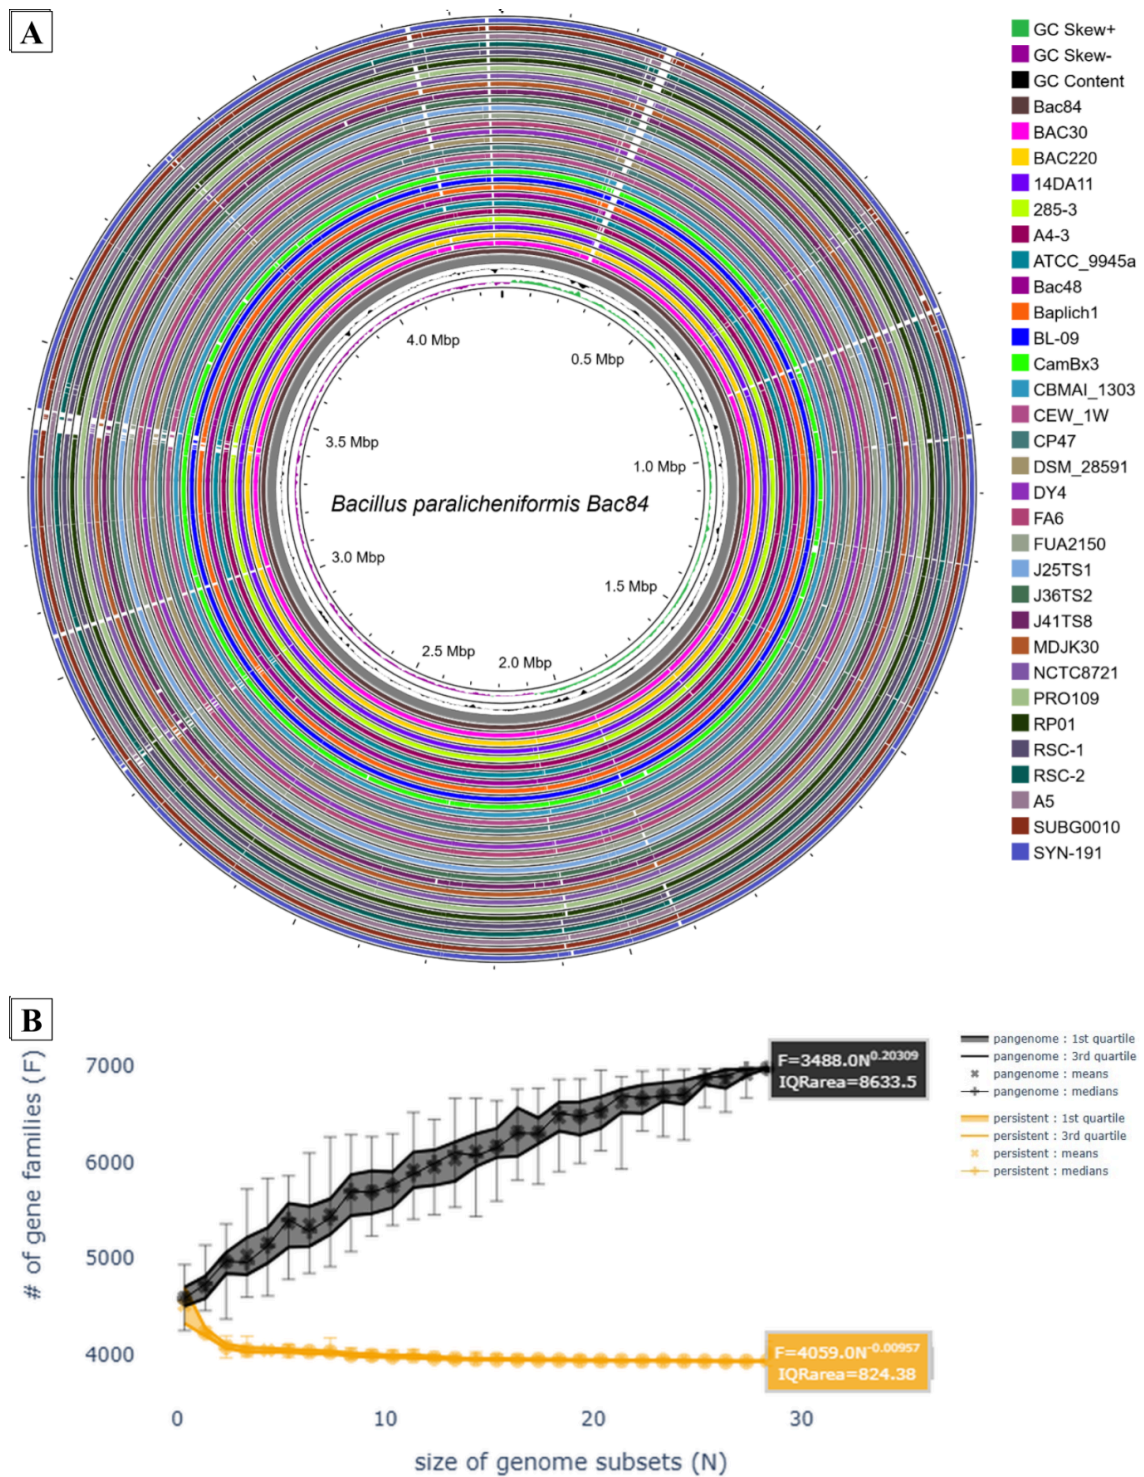 A
GC Skew+
GC Skew-
GC Content
Bac84
BAC30
BAC220
14DA11
285-3
A4-3
ATCC_9945a
Bac48
Baplich1
BL-09
CamBx3
CBMAI_1303
CEW_1W
CP47
DSM_28591
DY4
FA6
FUA2150
J25TS1
J36TS2
J41TS8
MDJK30
NCTC8721
PRO109
RP01
RSC-1
RSC-2
A5
SUBG0010
SYN-191
4.0 Mbp
0.5 Mbp
3.5 Mbp
1.0 Mbp
Bacillus paralicheniformis Bac84
3.0 Mbp
1.5 Mbp
2.5 Mbp
2.0 Mbp
B
# of gene families (F)
7000
6000
5000
4000
F=3488.0N^0.20309
IQRarea=8633.5
F=4059.0N^-0.00957
IQRarea=824.38
pangenome : 1st quartile
pangenome : 3rd quartile
pangenome : means
pangenome : medians
persistent : 1st quartile
persistent : 3rd quartile
persistent : means
persistent : medians
0
10
20
30
size of genome subsets (N)